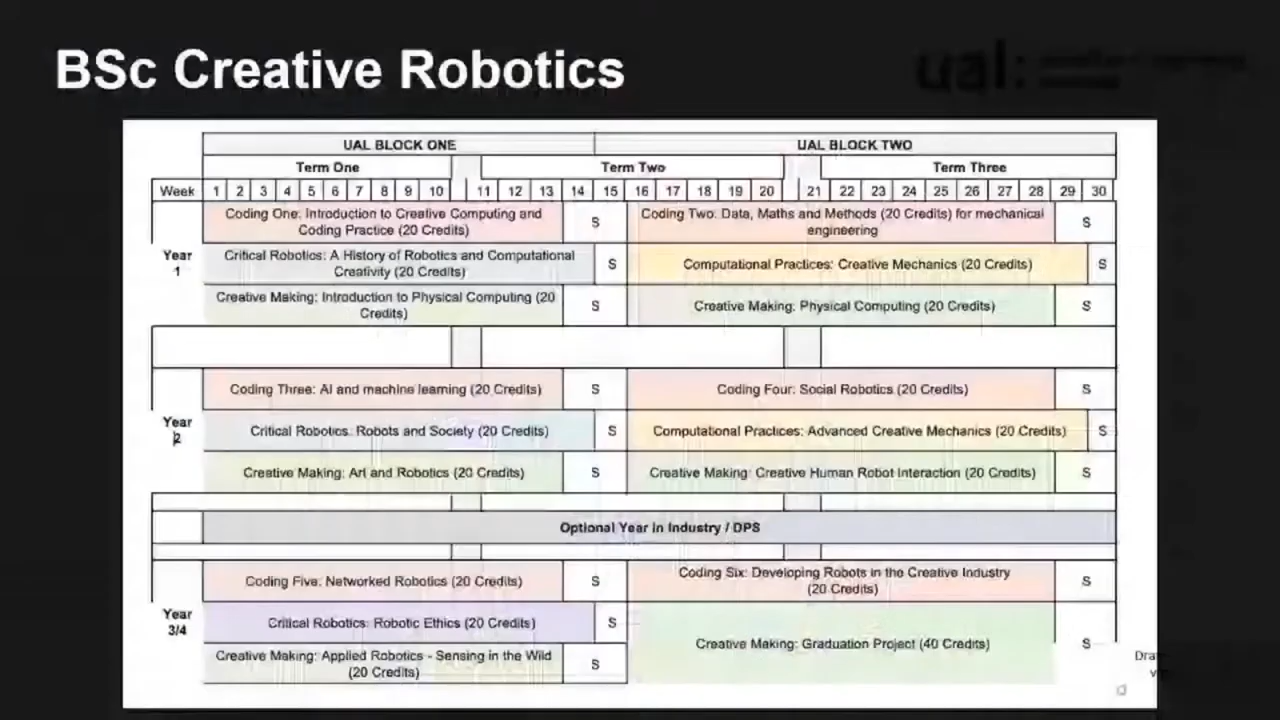 BSc Creative Robotics
ual:
UAL BLOCK ONE UAL BLOCK TWO
Term One Term Two Term Three
Week 1 2 3 4 5 6 7 8 9 10 11 12 13 14 15 16 17 18 19 20 21 22 23 24 25 26 27 28 29 30
Coding One: Introduction to Creative Computing and
Coding Practice (20 Credits)
S
Coding Two: Data, Maths and Methods (20 Credits) for mechanical
engineering
S
Year
1
Critical Robotics: A History of Robotics and Computational
Creativity (20 Credits)
S
Computational Practices: Creative Mechanics (20 Credits)
S
Creative Making: Introduction to Physical Computing (20
Credits)
S
Creative Making: Physical Computing (20 Credits)
S
Coding Three: AI and machine learning (20 Credits)
S
Coding Four: Social Robotics (20 Credits)
S
Year
2
Critical Robotics: Robots and Society (20 Credits)
S
Computational Practices: Advanced Creative Mechanics (20 Credits)
S
Creative Making: Art and Robotics (20 Credits)
S
Creative Making: Creative Human Robot Interaction (20 Credits)
S
Optional Year in Industry / DPS
Coding Five: Networked Robotics (20 Credits)
S
Coding Six: Developing Robots in the Creative Industry
(20 Credits)
S
Year
3/4
Critical Robotics: Robotic Ethics (20 Credits)
S
Creative Making: Graduation Project (40 Credits)
S
Creative Making: Applied Robotics - Sensing in the Wild
(20 Credits)
S